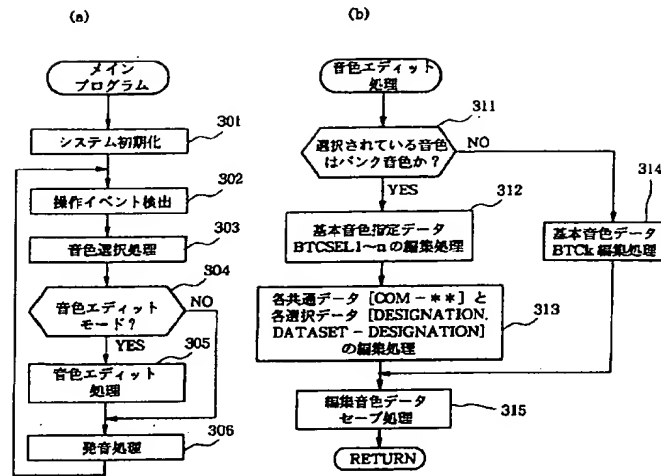 (a)
メイン
プログラム
301
システム初期化
302
操作イベント検出
303
音色選択処理
304
音色エディット
モード?
NO
YES
305
音色エディット
処理
306
発音処理
(b)
音色エディット
処理
311
選択されている音色
はバンク音色か?
NO
YES
312
314
基本音色指定データ
BTCSEL1~nの編集処理
基本音色データ
BTCk 編集処理
各共通データ [COM-**] と
各選択データ [DESIGNATION,
DATASET-DESIGNATION]
の編集処理
313
編集音色データ
セーブ処理
315
RETURN